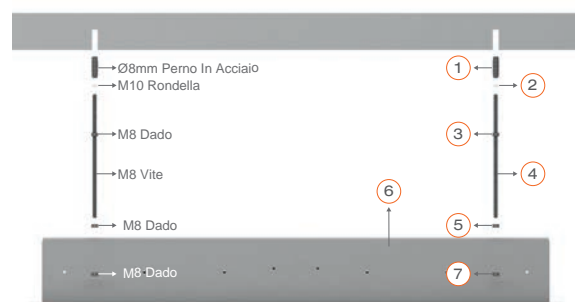 Ø8mm Perno In Acciaio
1
M10 Rondella
2
M8 Dado
3
M8 Vite
4
6
M8 Dado
5
M8 Dado
7